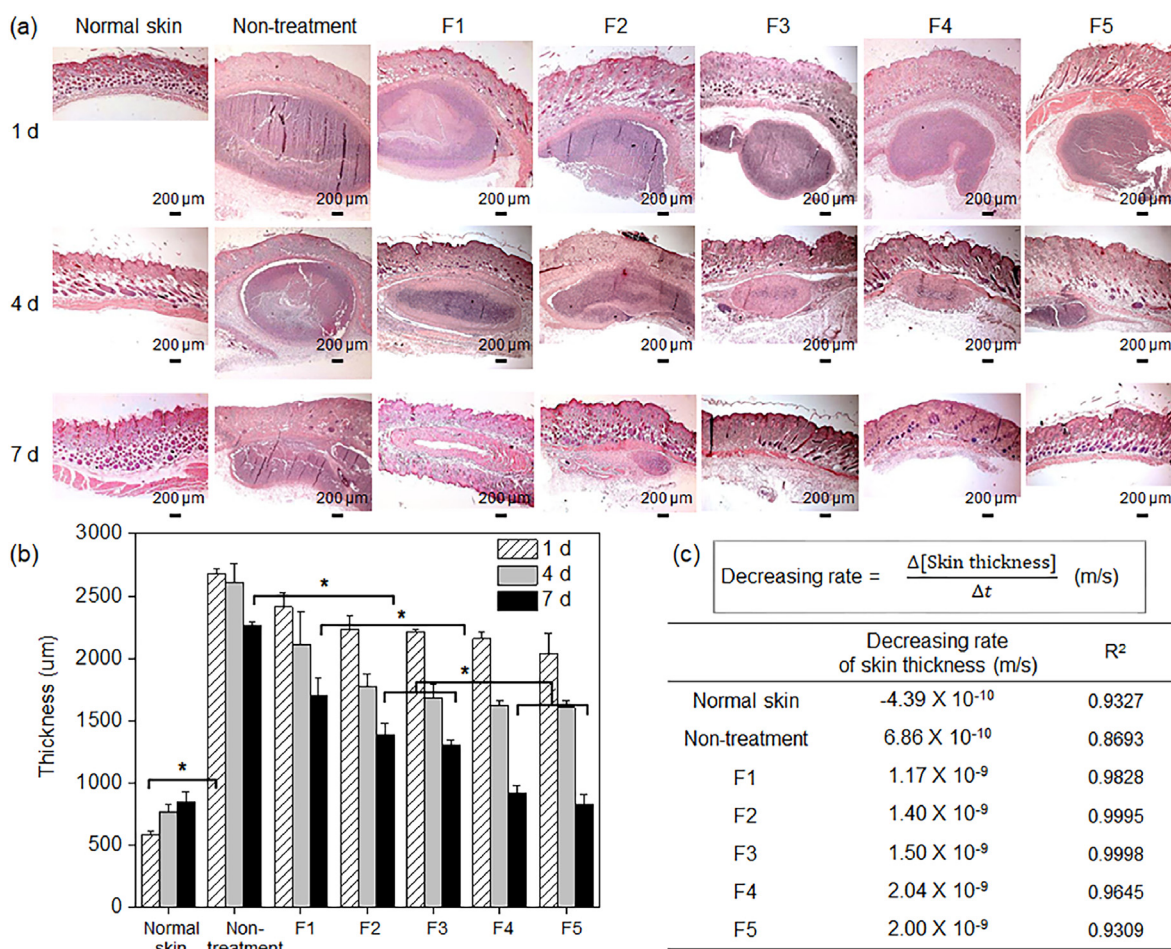 (a)
Normal skin Non-treatment F1 F2 F3 F4 F5
1 d
200 µm 200 µm 200 µm 200 µm 200 µm 200 µm 200 µm
4 d
200 µm 200 µm 200 µm 200 µm 200 µm 200 µm 200 µm
7 d
200 µm 200 µm 200 µm 200 µm 200 µm 200 µm 200 µm
(b)
Thickness (um)
3000
2500
2000
1500
1000
500
0
1 d
4 d
7 d
*
*
*
*
Normal Non- F1 F2 F3 F4 F5
skin treatment
(c)
Decreasing rate = Δ[Skin thickness] / Δt (m/s)
Decreasing rate
of skin thickness (m/s) R²
Normal skin -4.39 X 10⁻¹⁰ 0.9327
Non-treatment 6.86 X 10⁻¹⁰ 0.8693
F1 1.17 X 10⁻⁹ 0.9828
F2 1.40 X 10⁻⁹ 0.9995
F3 1.50 X 10⁻⁹ 0.9998
F4 2.04 X 10⁻⁹ 0.9645
F5 2.00 X 10⁻⁹ 0.9309